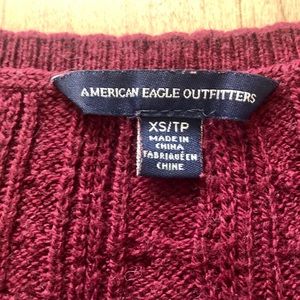 AMERICAN EAGLE OUTFITTERS
XS/TP
MADE IN
CHINA
FABRIQUÉ EN
CHINE